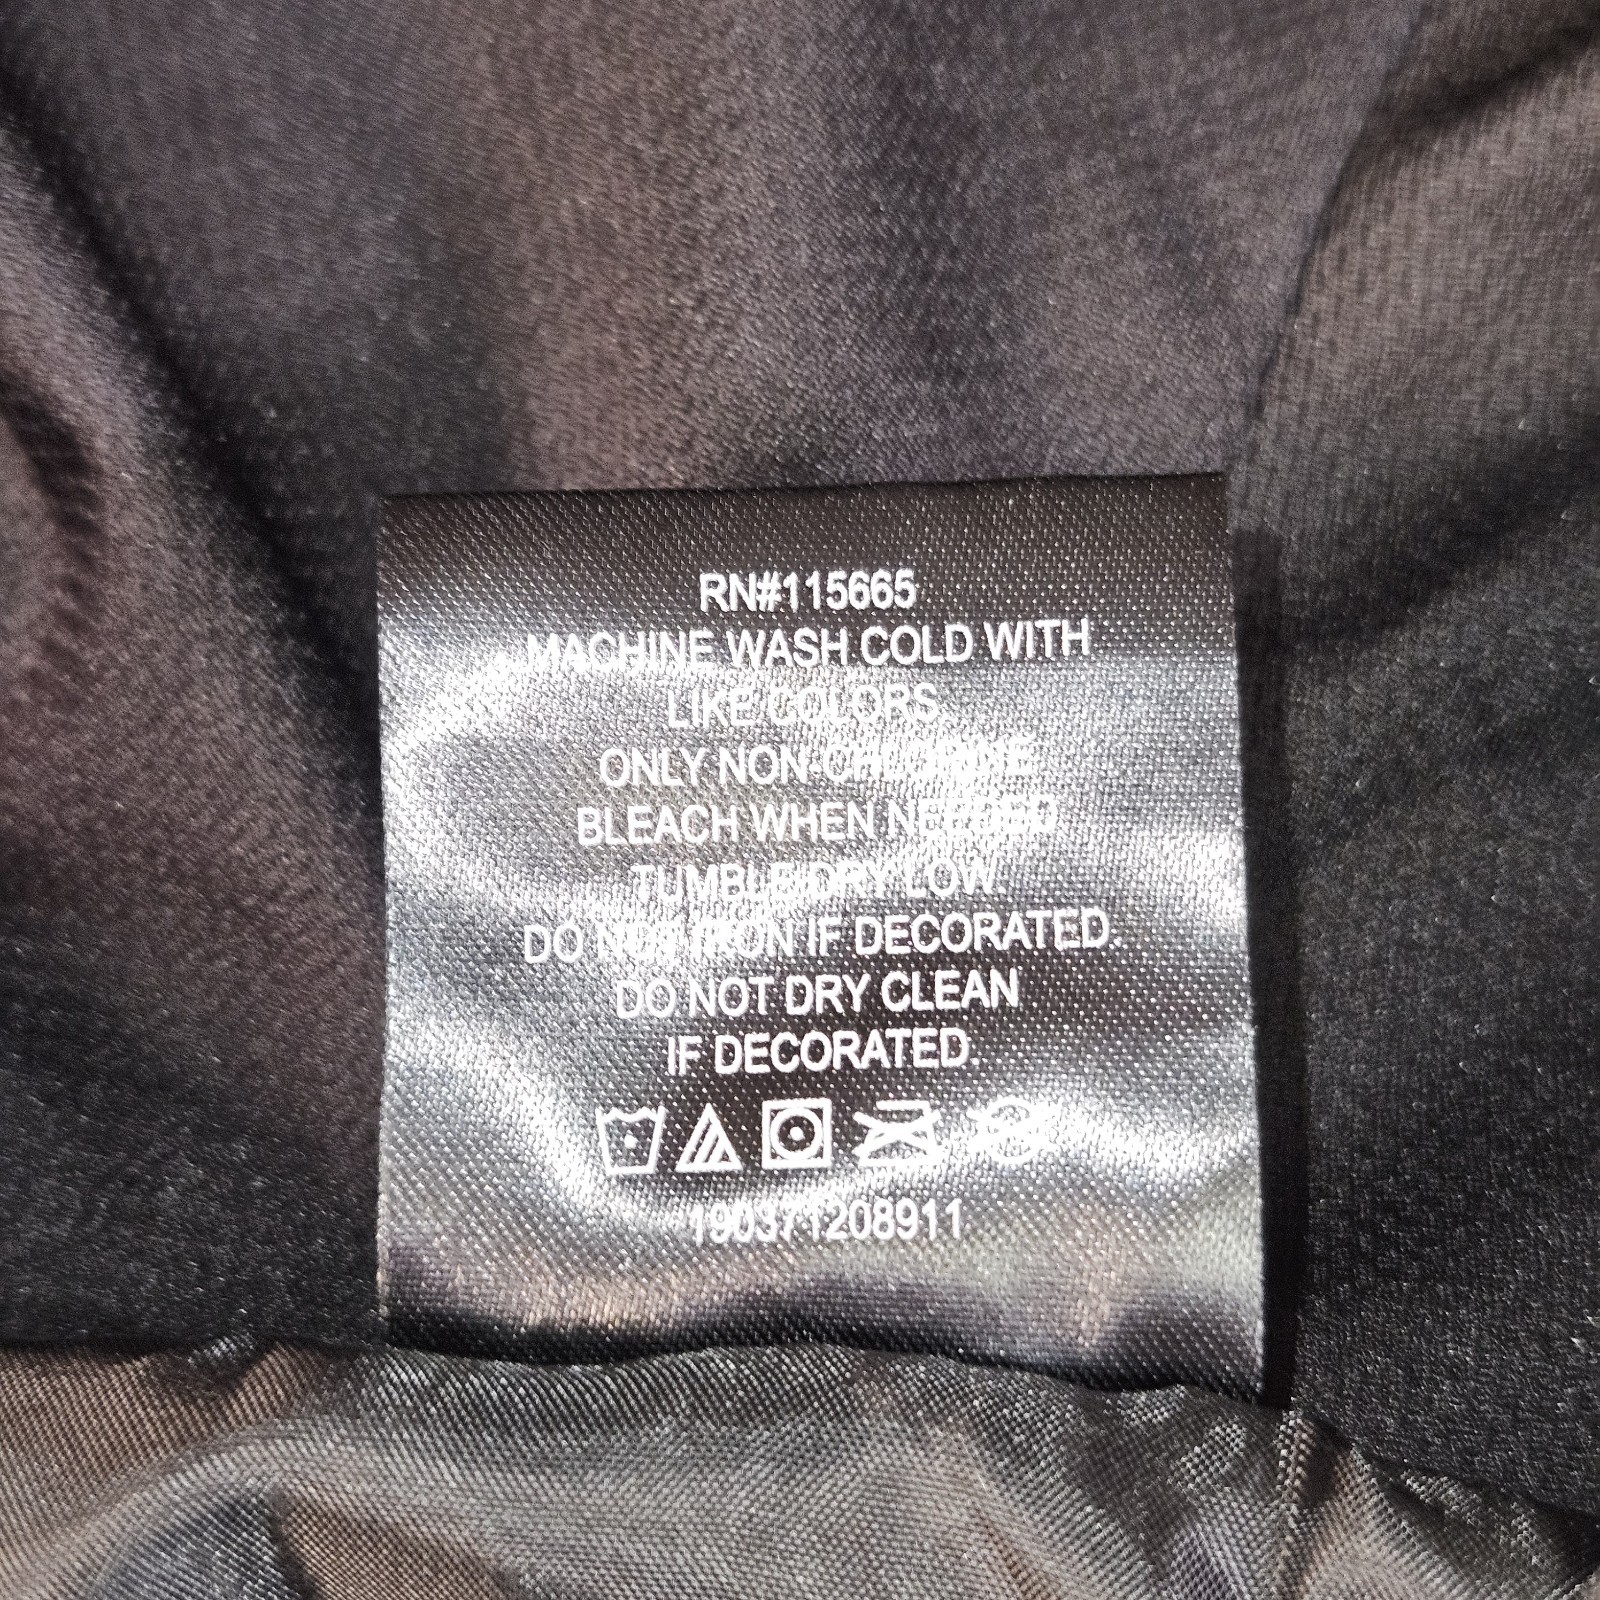 RN#115665
MACHINE WASH COLD WITH
LIKE COLORS.
ONLY NON-CHLORINE
BLEACH WHEN NEEDED
TUMBLE DRY LOW.
DO NOT IRON IF DECORATED.
DO NOT DRY CLEAN
IF DECORATED.
190371208911